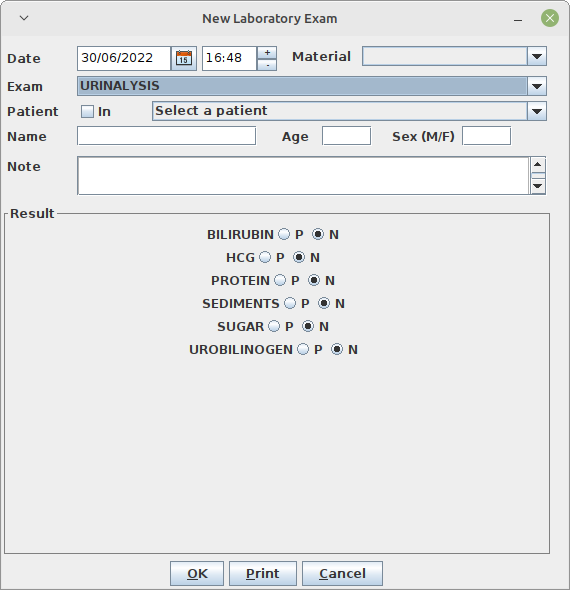 New Laboratory Exam
Date 30/06/2022 15 16:48 + - Material
Exam URINALYSIS
Patient In Select a patient
Name Age Sex (M/F)
Note
Result
BILIRUBIN P N
HCG P N
PROTEIN P N
SEDIMENTS P N
SUGAR P N
UROBILINOGEN P N
OK Print Cancel